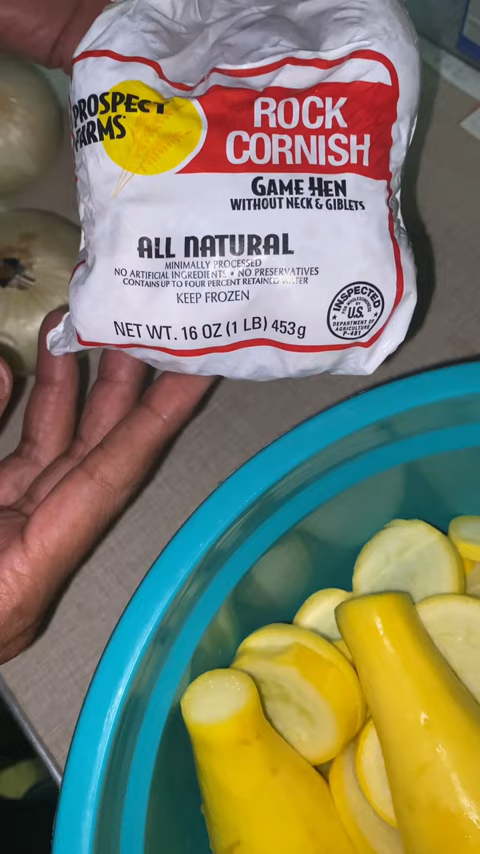 PROSPECT
FARMS
ROCK
CORNISH
GAME HEN
WITHOUT NECK & GIBLETS
ALL NATURAL
MINIMALLY PROCESSED
NO ARTIFICIAL INGREDIENTS • NO PRESERVATIVES
CONTAINS UP TO FOUR PERCENT RETAINED WATER
KEEP FROZEN
NET WT. 16 OZ (1 LB) 453g
INSPECTED
FOR WHOLESOMENESS
BY
U.S.
DEPARTMENT OF
AGRICULTURE
P-481